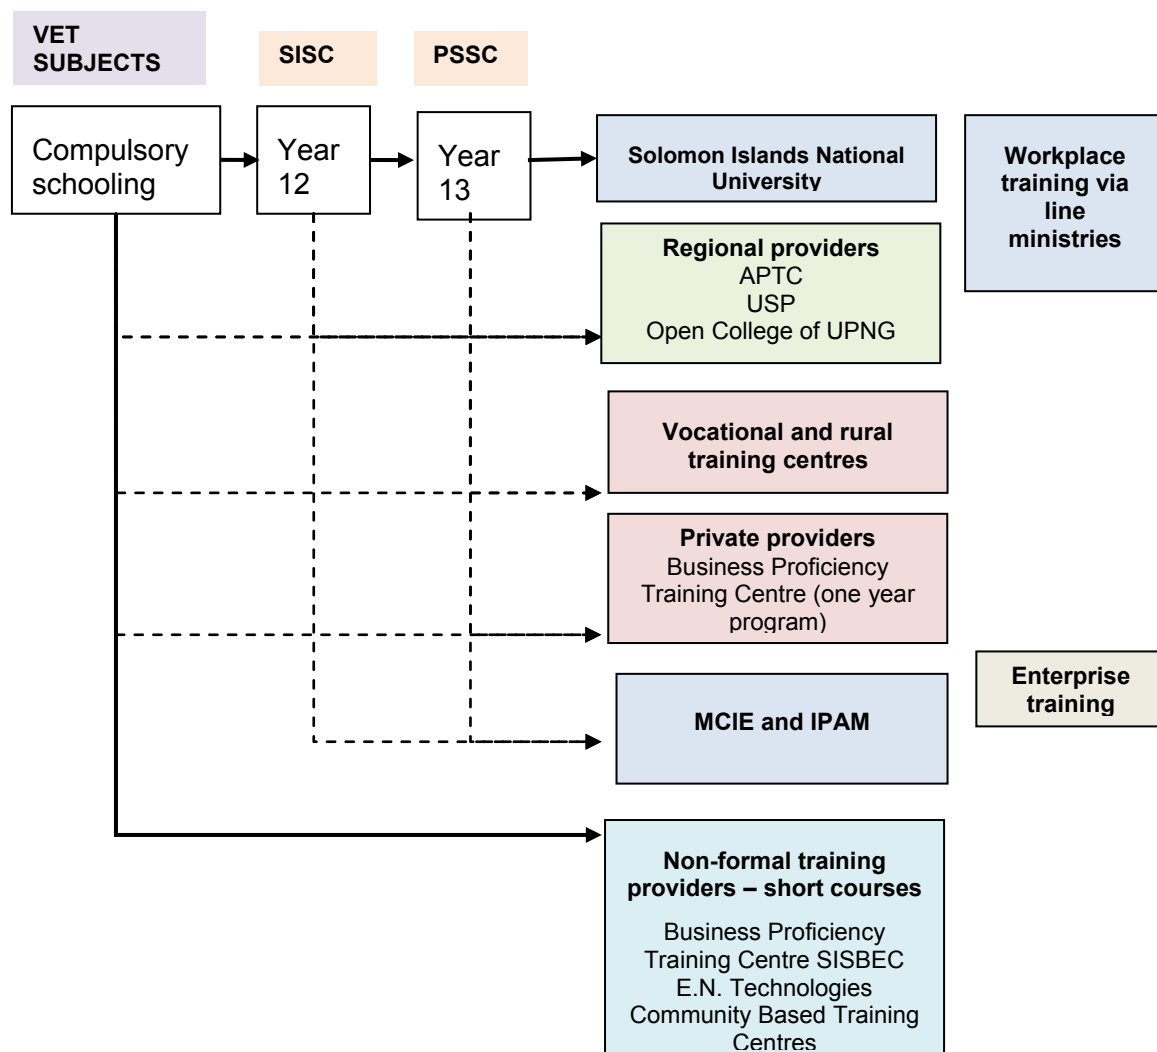 VET
SUBJECTS
SISC
PSSC
Compulsory
schooling
Year
12
Year
13
Solomon Islands National
University
Workplace
training via
line
ministries
Regional providers
APTC
USP
Open College of UPNG
Vocational and rural
training centres
Private providers
Business Proficiency
Training Centre (one year
program)
Enterprise
training
MCIE and IPAM
Non-formal training
providers – short courses
Business Proficiency
Training Centre SISBEC
E.N. Technologies
Community Based Training
Centres